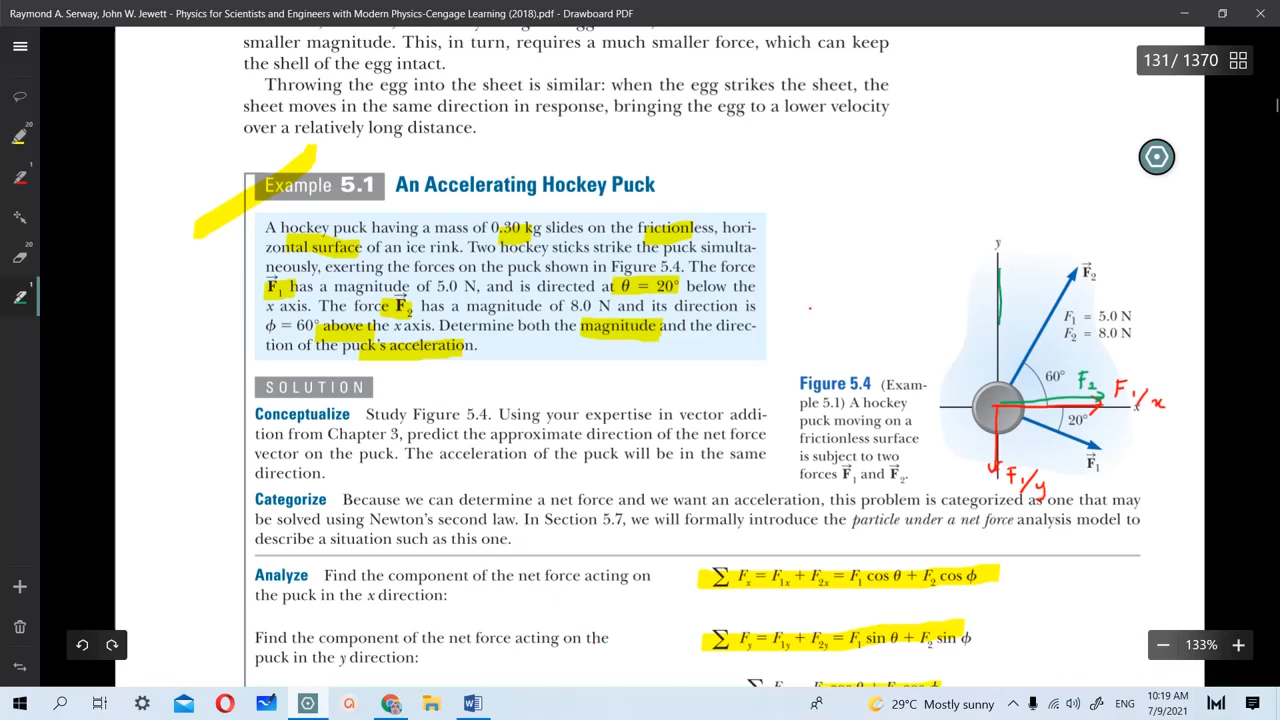 Raymond A. Serway, John W. Jewett - Physics for Scientists and Engineers with Modern Physics-Cengage Learning (2018).pdf - Drawboard PDF
smaller magnitude. This, in turn, requires a much smaller force, which can keep
the shell of the egg intact.
Throwing the egg into the sheet is similar: when the egg strikes the sheet, the
sheet moves in the same direction in response, bringing the egg to a lower velocity
over a relatively long distance.
131 / 1370
20
1
20
1
Example 5.1 An Accelerating Hockey Puck
A hockey puck having a mass of 0.30 kg slides on the frictionless, hori-
zontal surface of an ice rink. Two hockey sticks strike the puck simulta-
neously, exerting the forces on the puck shown in Figure 5.4. The force
F⃗₁ has a magnitude of 5.0 N, and is directed at θ = 20° below the
x axis. The force F⃗₂ has a magnitude of 8.0 N and its direction is
ϕ = 60° above the x axis. Determine both the magnitude and the direc-
tion of the puck's acceleration.
y
F⃗₂
F₁ = 5.0 N
F₂ = 8.0 N
60°
F₂
F₁/x
x
20°
F⃗₁
F₁/y
Figure 5.4 (Exam-
ple 5.1) A hockey
puck moving on a
frictionless surface
is subject to two
forces F⃗₁ and F⃗₂.
SOLUTION
Conceptualize Study Figure 5.4. Using your expertise in vector addi-
tion from Chapter 3, predict the approximate direction of the net force
vector on the puck. The acceleration of the puck will be in the same
direction.
Categorize Because we can determine a net force and we want an acceleration, this problem is categorized as one that may
be solved using Newton's second law. In Section 5.7, we will formally introduce the particle under a net force analysis model to
describe a situation such as this one.
Analyze Find the component of the net force acting on
the puck in the x direction:
∑ Fₓ = F₁ₓ + F₂ₓ = F₁ cos θ + F₂ cos ϕ
Find the component of the net force acting on the
puck in the y direction:
∑ Fᵧ = F₁ᵧ + F₂ᵧ = F₁ sin θ + F₂ sin ϕ
133%
29°C Mostly sunny
ENG
10:19 AM
7/9/2021